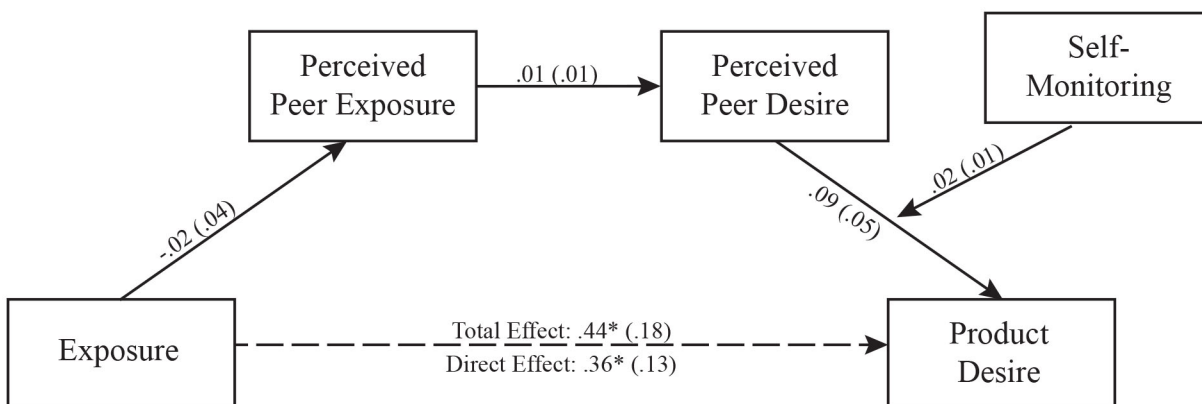 Perceived
Peer Exposure
.01 (.01)
Perceived
Peer Desire
Self-
Monitoring
-.02 (.04)
.09 (.05)
.02 (.01)
Exposure
Total Effect: .44* (.18)
Direct Effect: .36* (.13)
Product
Desire